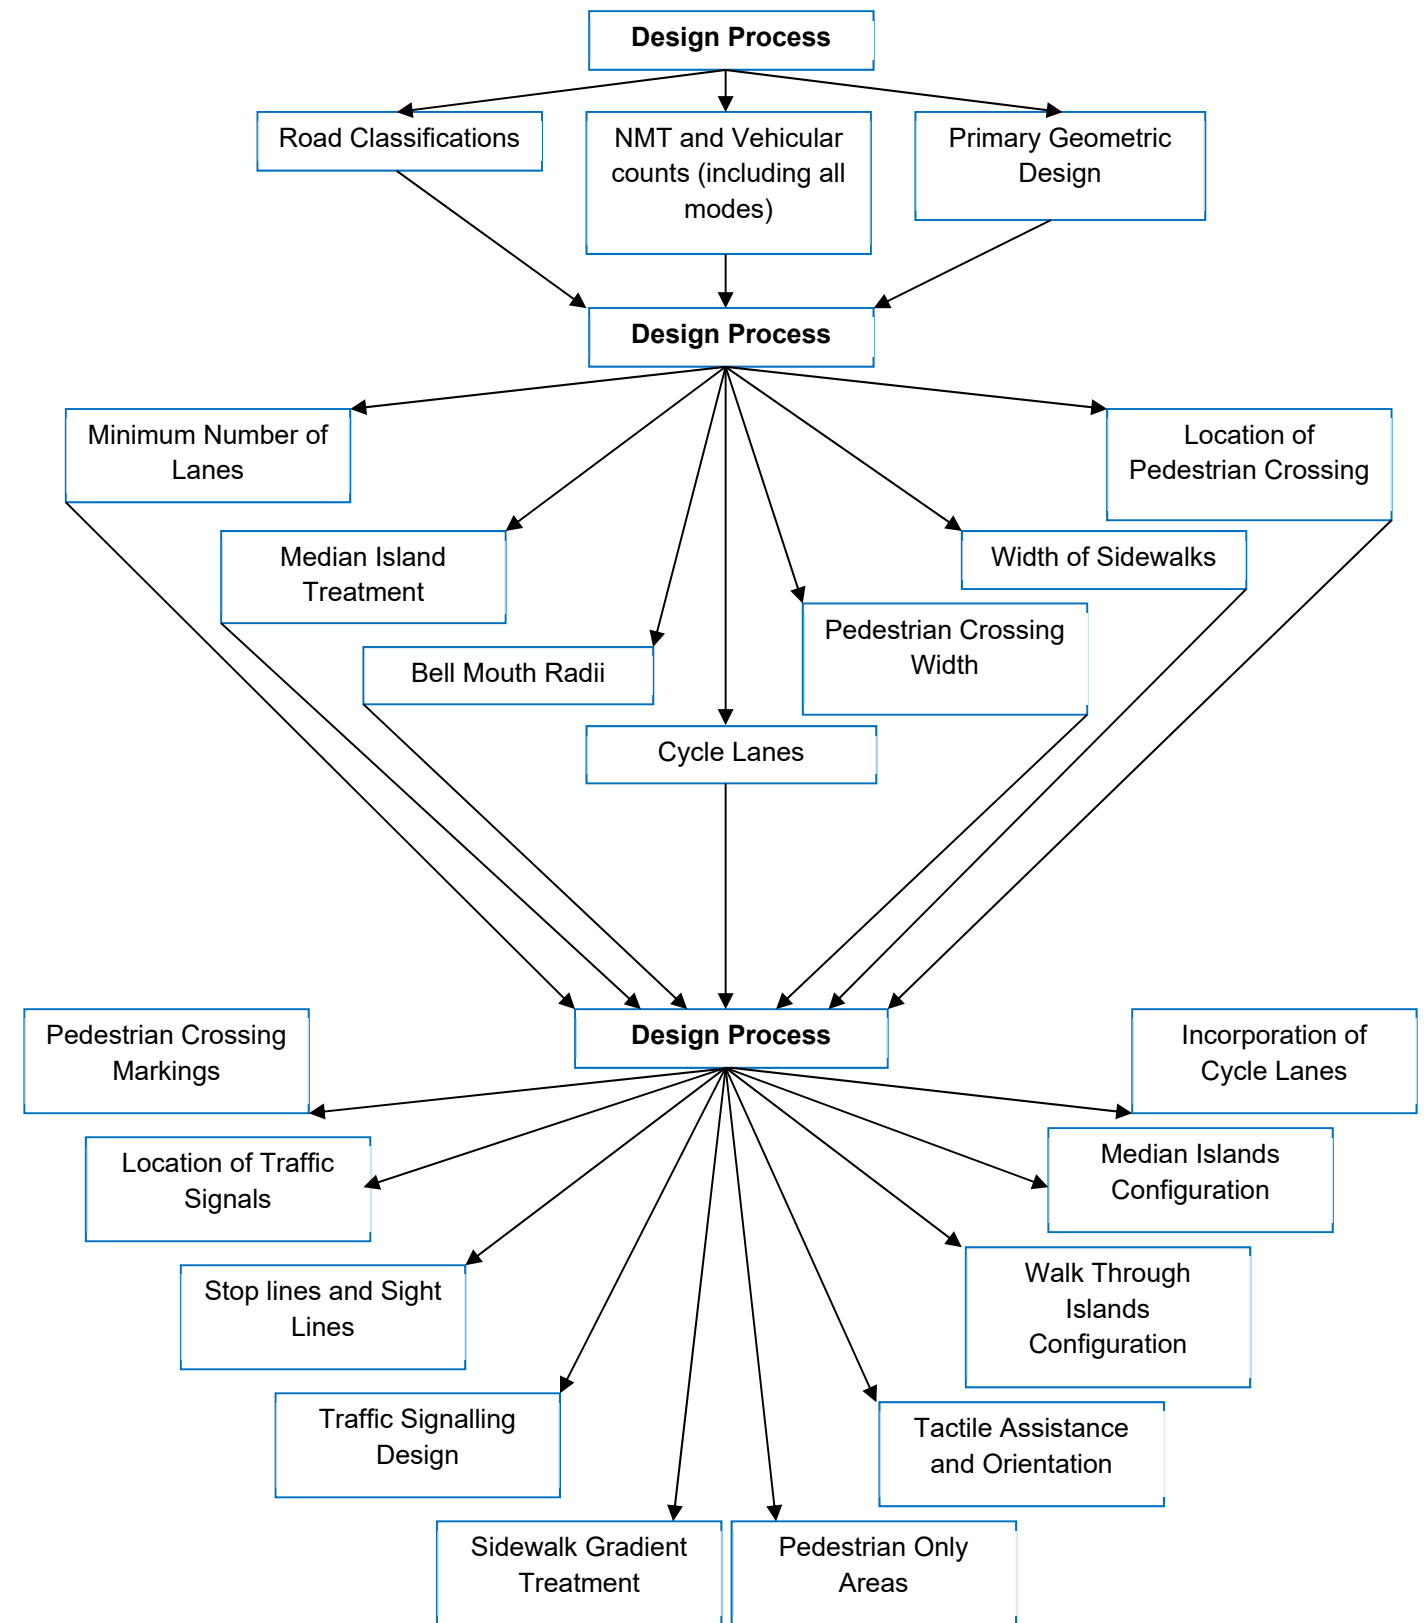 Design Process
Road Classifications
NMT and Vehicular
counts (including all
modes)
Primary Geometric
Design
Design Process
Minimum Number of
Lanes
Location of
Pedestrian Crossing
Median Island
Treatment
Width of Sidewalks
Bell Mouth Radii
Pedestrian Crossing
Width
Cycle Lanes
Design Process
Pedestrian Crossing
Markings
Incorporation of
Cycle Lanes
Location of Traffic
Signals
Median Islands
Configuration
Stop lines and Sight
Lines
Walk Through
Islands
Configuration
Traffic Signalling
Design
Tactile Assistance
and Orientation
Sidewalk Gradient
Treatment
Pedestrian Only
Areas